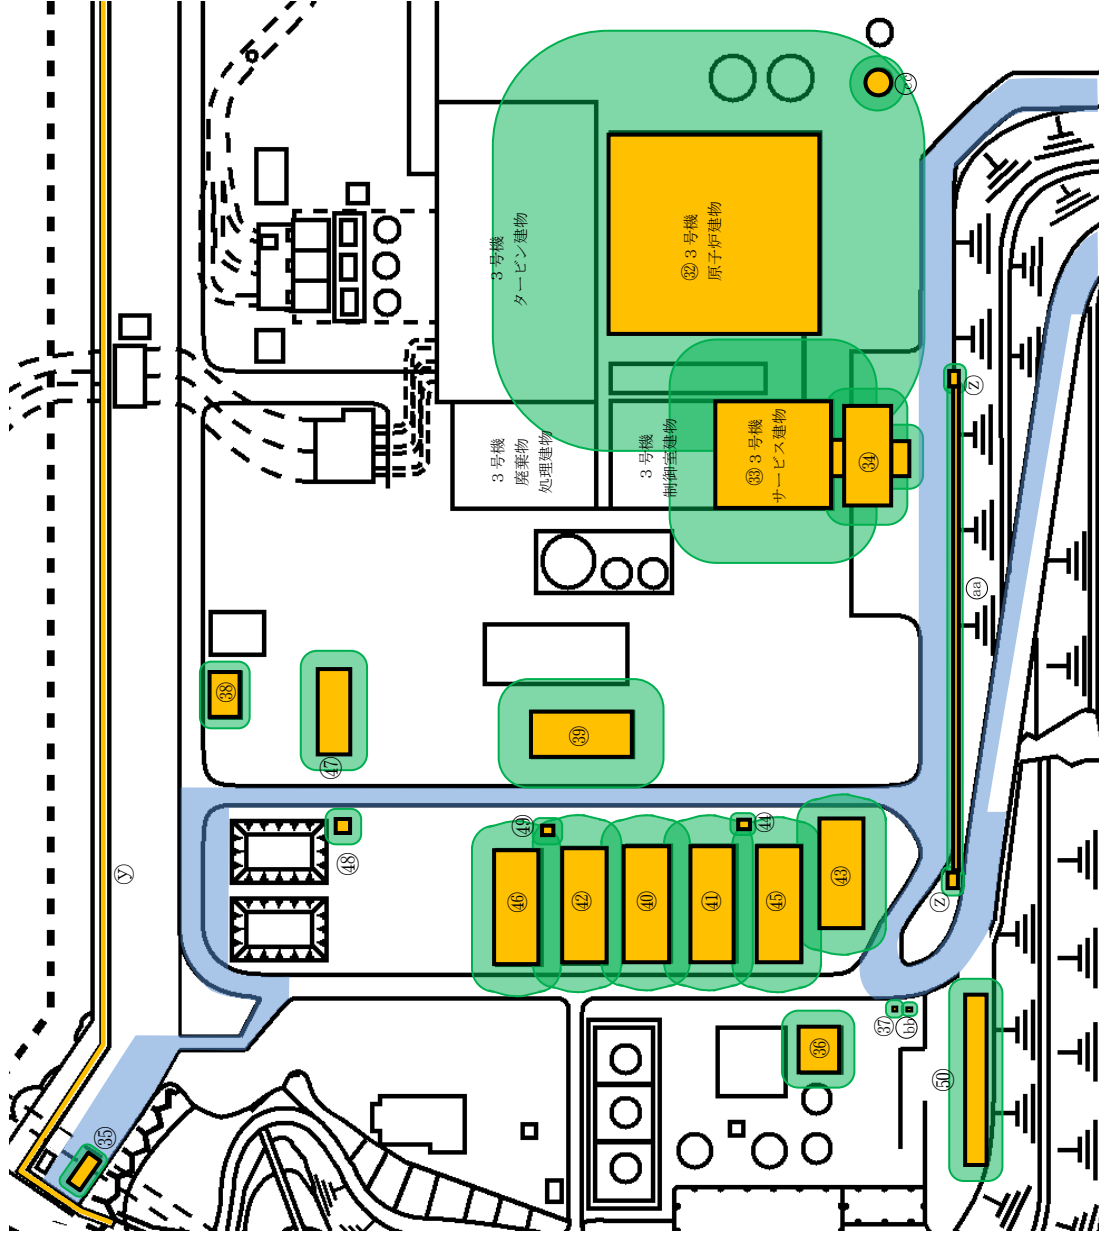 cc
３号機
タービン建物
㉜３号機
原子炉建物
z
３号機
廃棄物
処理建物
３号機
制御室建物
㉝３号機
サービス建物
㉞
aa
㊳
㊼
㊴
㊾
㊹
㊽
y
㊻
㊷
㊵
㊶
㊺
㊸
z
㊲
bb
㊱
㊿
㉟